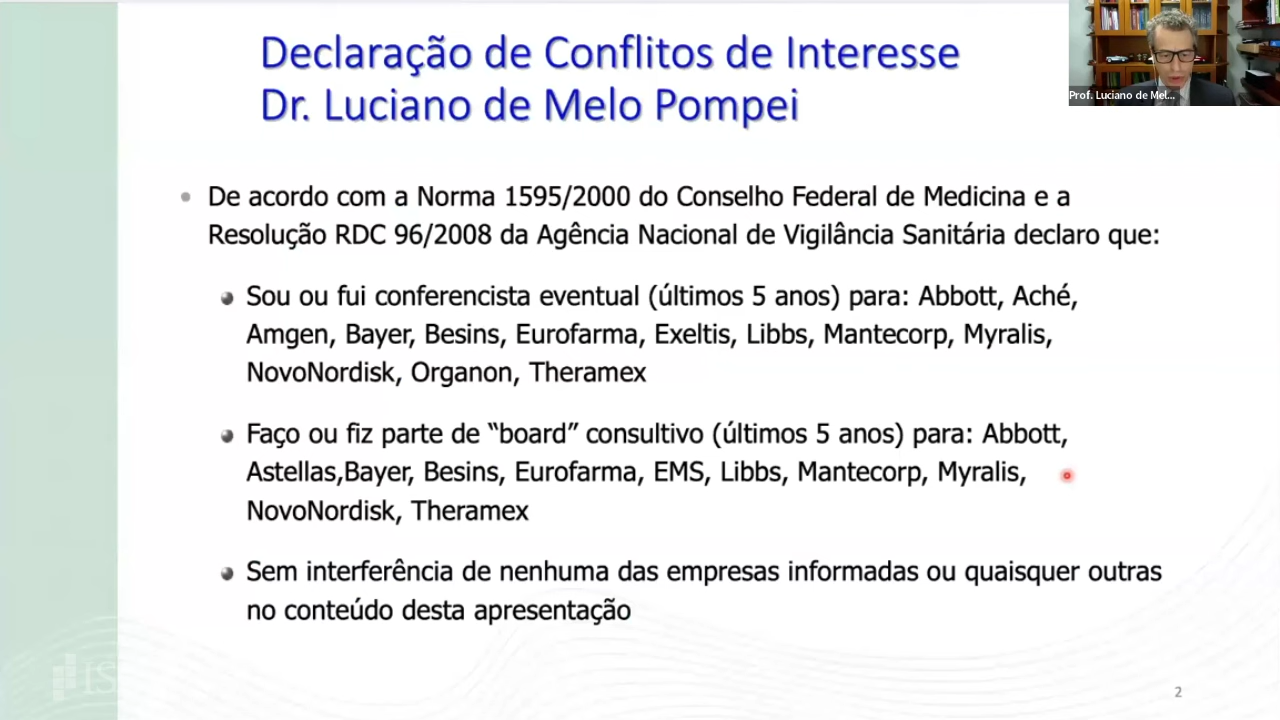 Declaração de Conflitos de Interesse
Dr. Luciano de Melo Pompei
Prof. Luciano de Mel...
De acordo com a Norma 1595/2000 do Conselho Federal de Medicina e a
Resolução RDC 96/2008 da Agência Nacional de Vigilância Sanitária declaro que:
Sou ou fui conferencista eventual (últimos 5 anos) para: Abbott, Aché,
Amgen, Bayer, Besins, Eurofarma, Exeltis, Libbs, Mantecorp, Myralis,
NovoNordisk, Organon, Theramex
Faço ou fiz parte de “board” consultivo (últimos 5 anos) para: Abbott,
Astellas,Bayer, Besins, Eurofarma, EMS, Libbs, Mantecorp, Myralis,
NovoNordisk, Theramex
Sem interferência de nenhuma das empresas informadas ou quaisquer outras
no conteúdo desta apresentação
2